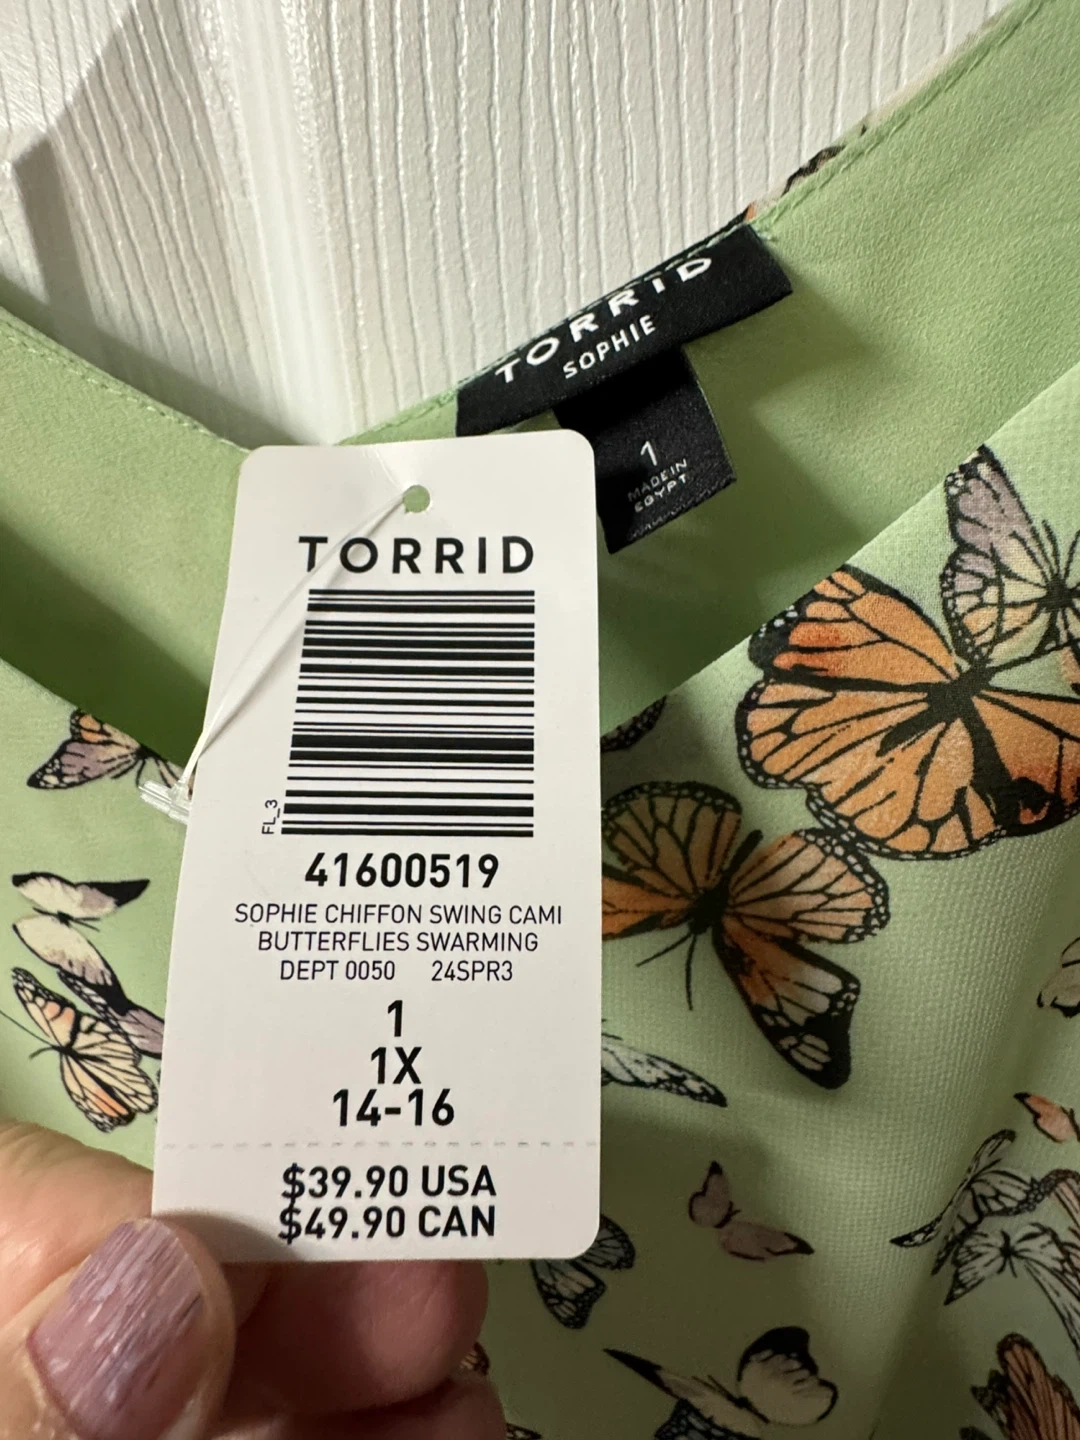 TORRID
SOPHIE
1
MADE IN
EGYPT
TORRID
FL_3
41600519
SOPHIE CHIFFON SWING CAMI
BUTTERFLIES SWARMING
DEPT 0050 24SPR3
1
1X
14-16
$39.90 USA
$49.90 CAN